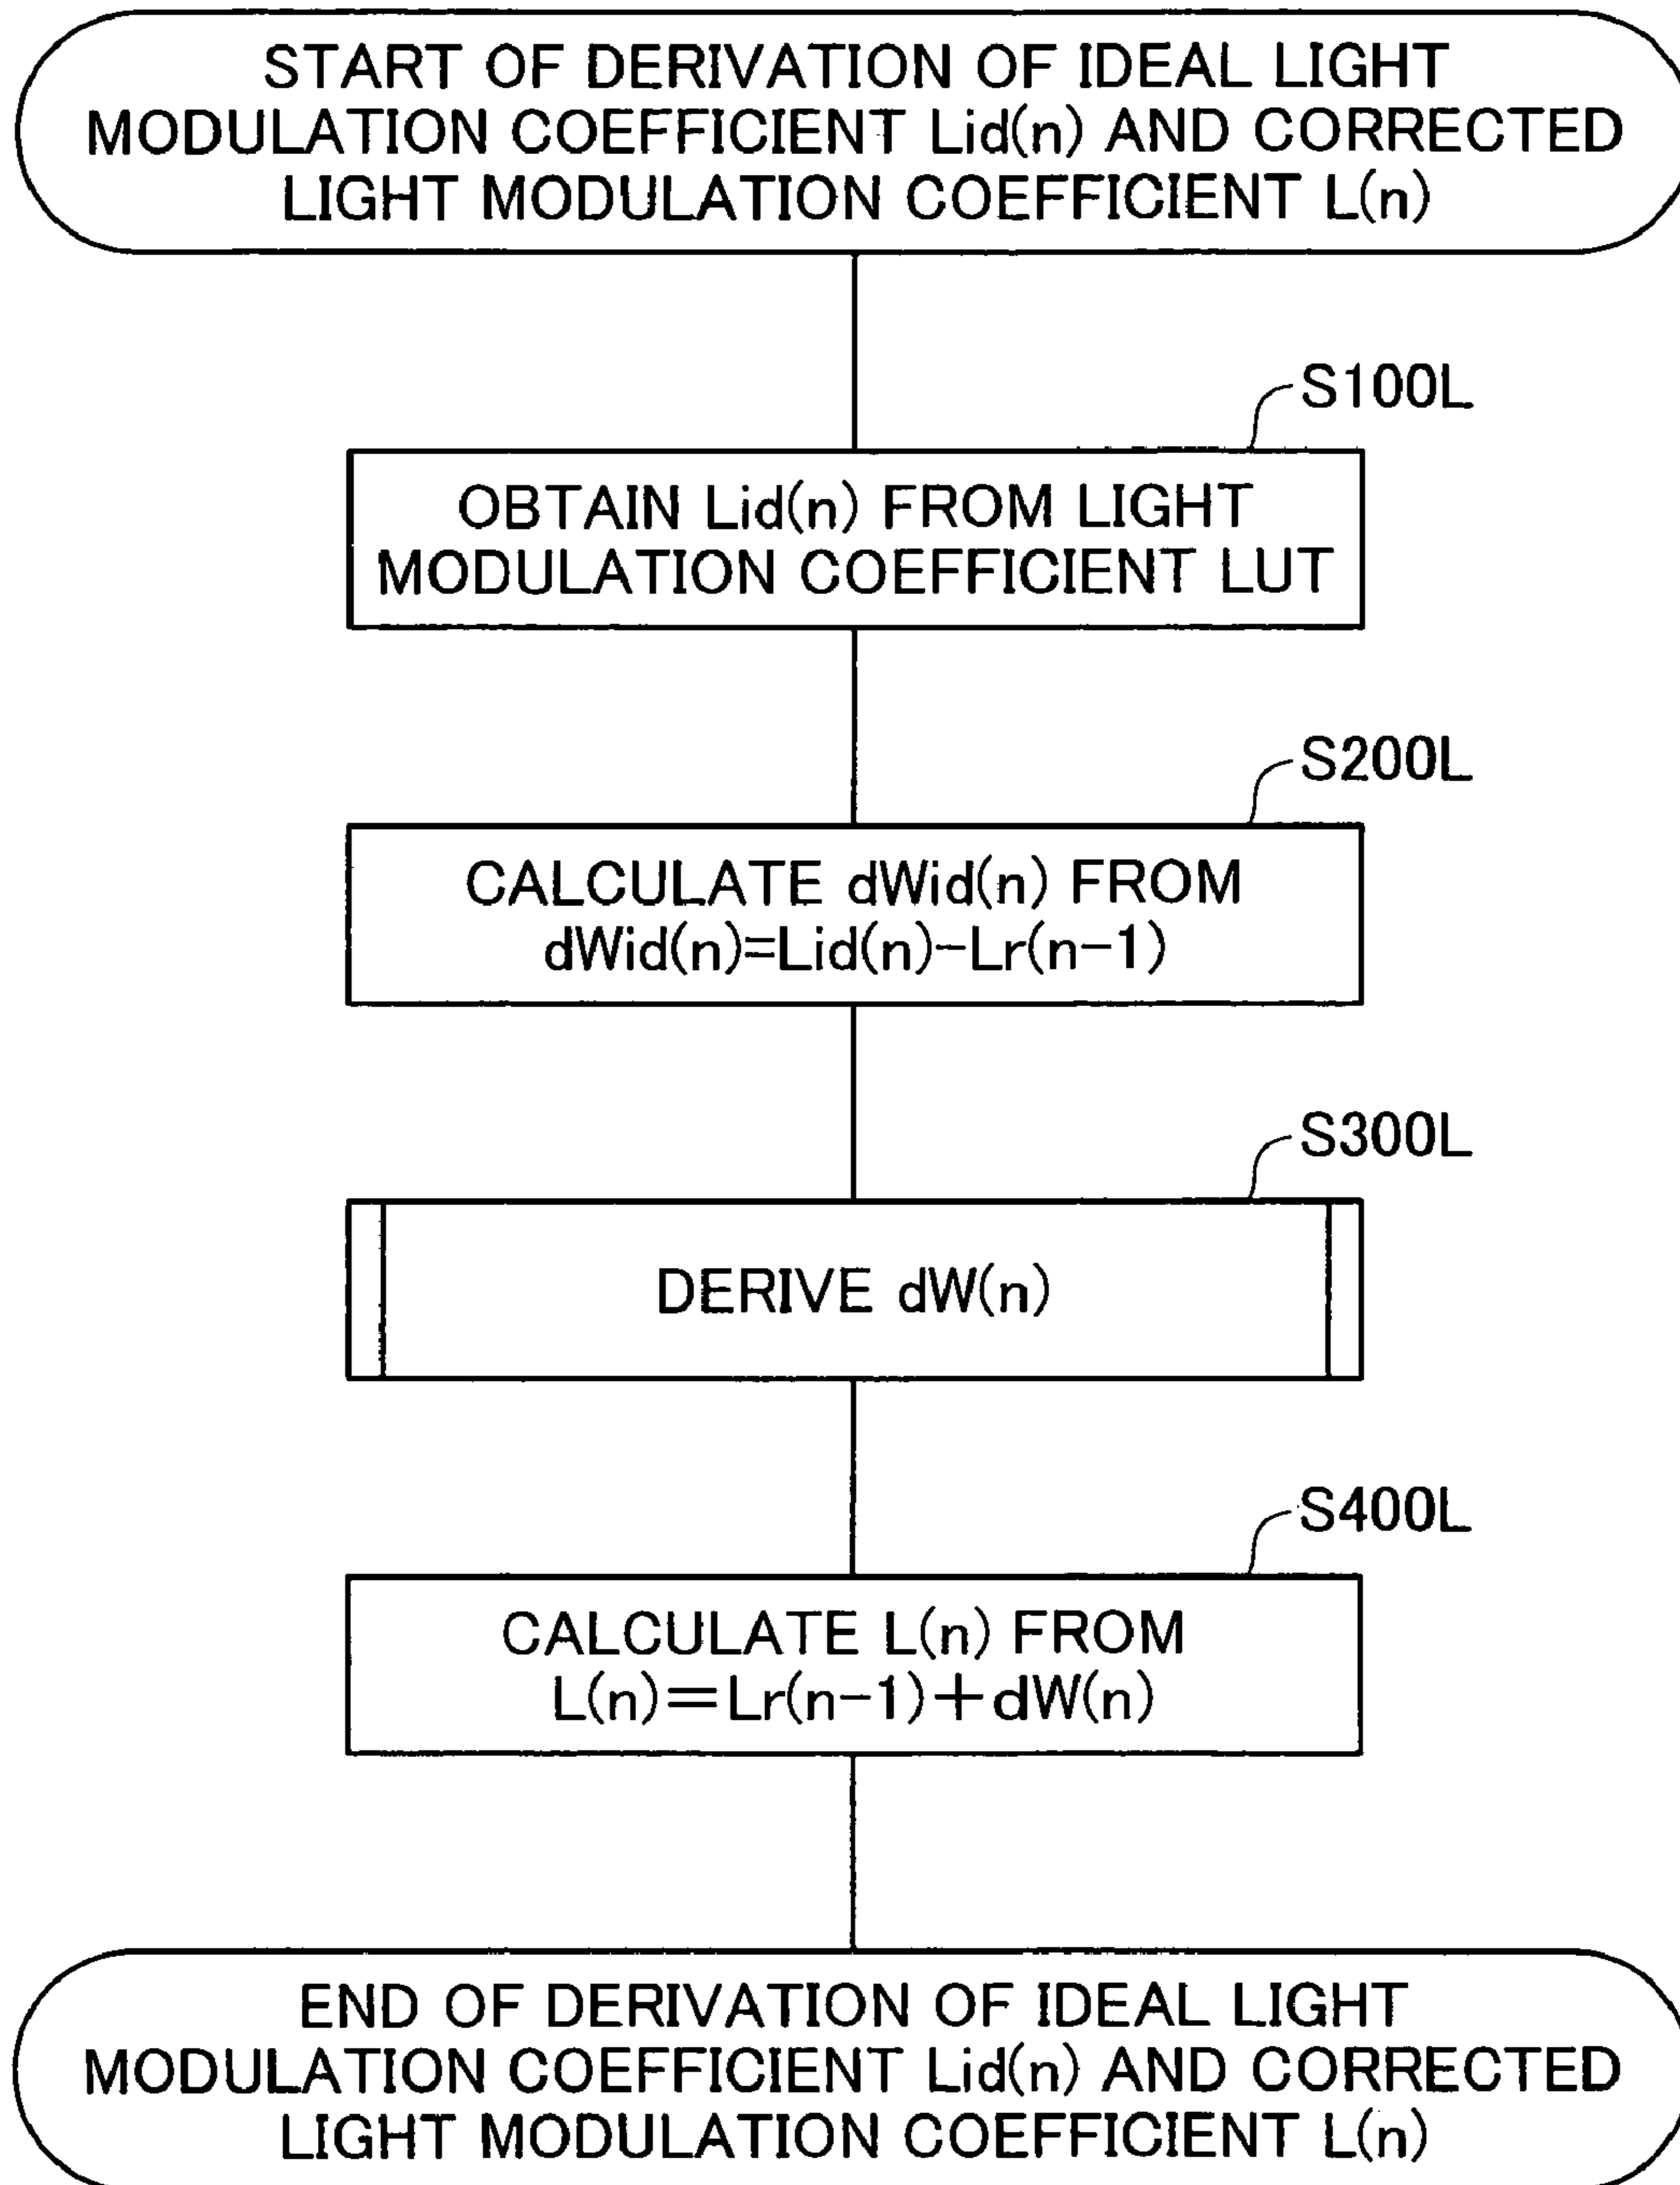 START OF DERIVATION OF IDEAL LIGHT
MODULATION COEFFICIENT Lid(n) AND CORRECTED
LIGHT MODULATION COEFFICIENT L(n)
S100L
OBTAIN Lid(n) FROM LIGHT
MODULATION COEFFICIENT LUT
S200L
CALCULATE dWid(n) FROM
dWid(n)=Lid(n)-Lr(n-1)
S300L
DERIVE dW(n)
S400L
CALCULATE L(n) FROM
L(n)=Lr(n-1)+dW(n)
END OF DERIVATION OF IDEAL LIGHT
MODULATION COEFFICIENT Lid(n) AND CORRECTED
LIGHT MODULATION COEFFICIENT L(n)